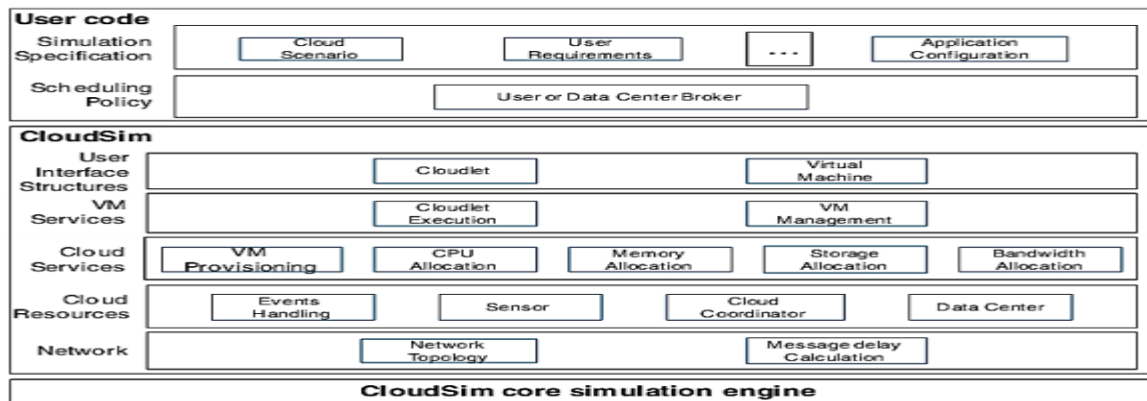 User code
Simulation
Specification
Cloud
Scenario
User
Requirements
...
Application
Configuration
Scheduling
Policy
User or Data Center Broker
CloudSim
User
Interface
Structures
Cloudlet
Virtual
Machine
VM
Services
Cloudlet
Execution
VM
Management
Cloud
Services
VM
Provisioning
CPU
Allocation
Memory
Allocation
Storage
Allocation
Bandwidth
Allocation
Cloud
Resources
Events
Handling
Sensor
Cloud
Coordinator
Data Center
Network
Network
Topology
Message delay
Calculation
CloudSim core simulation engine